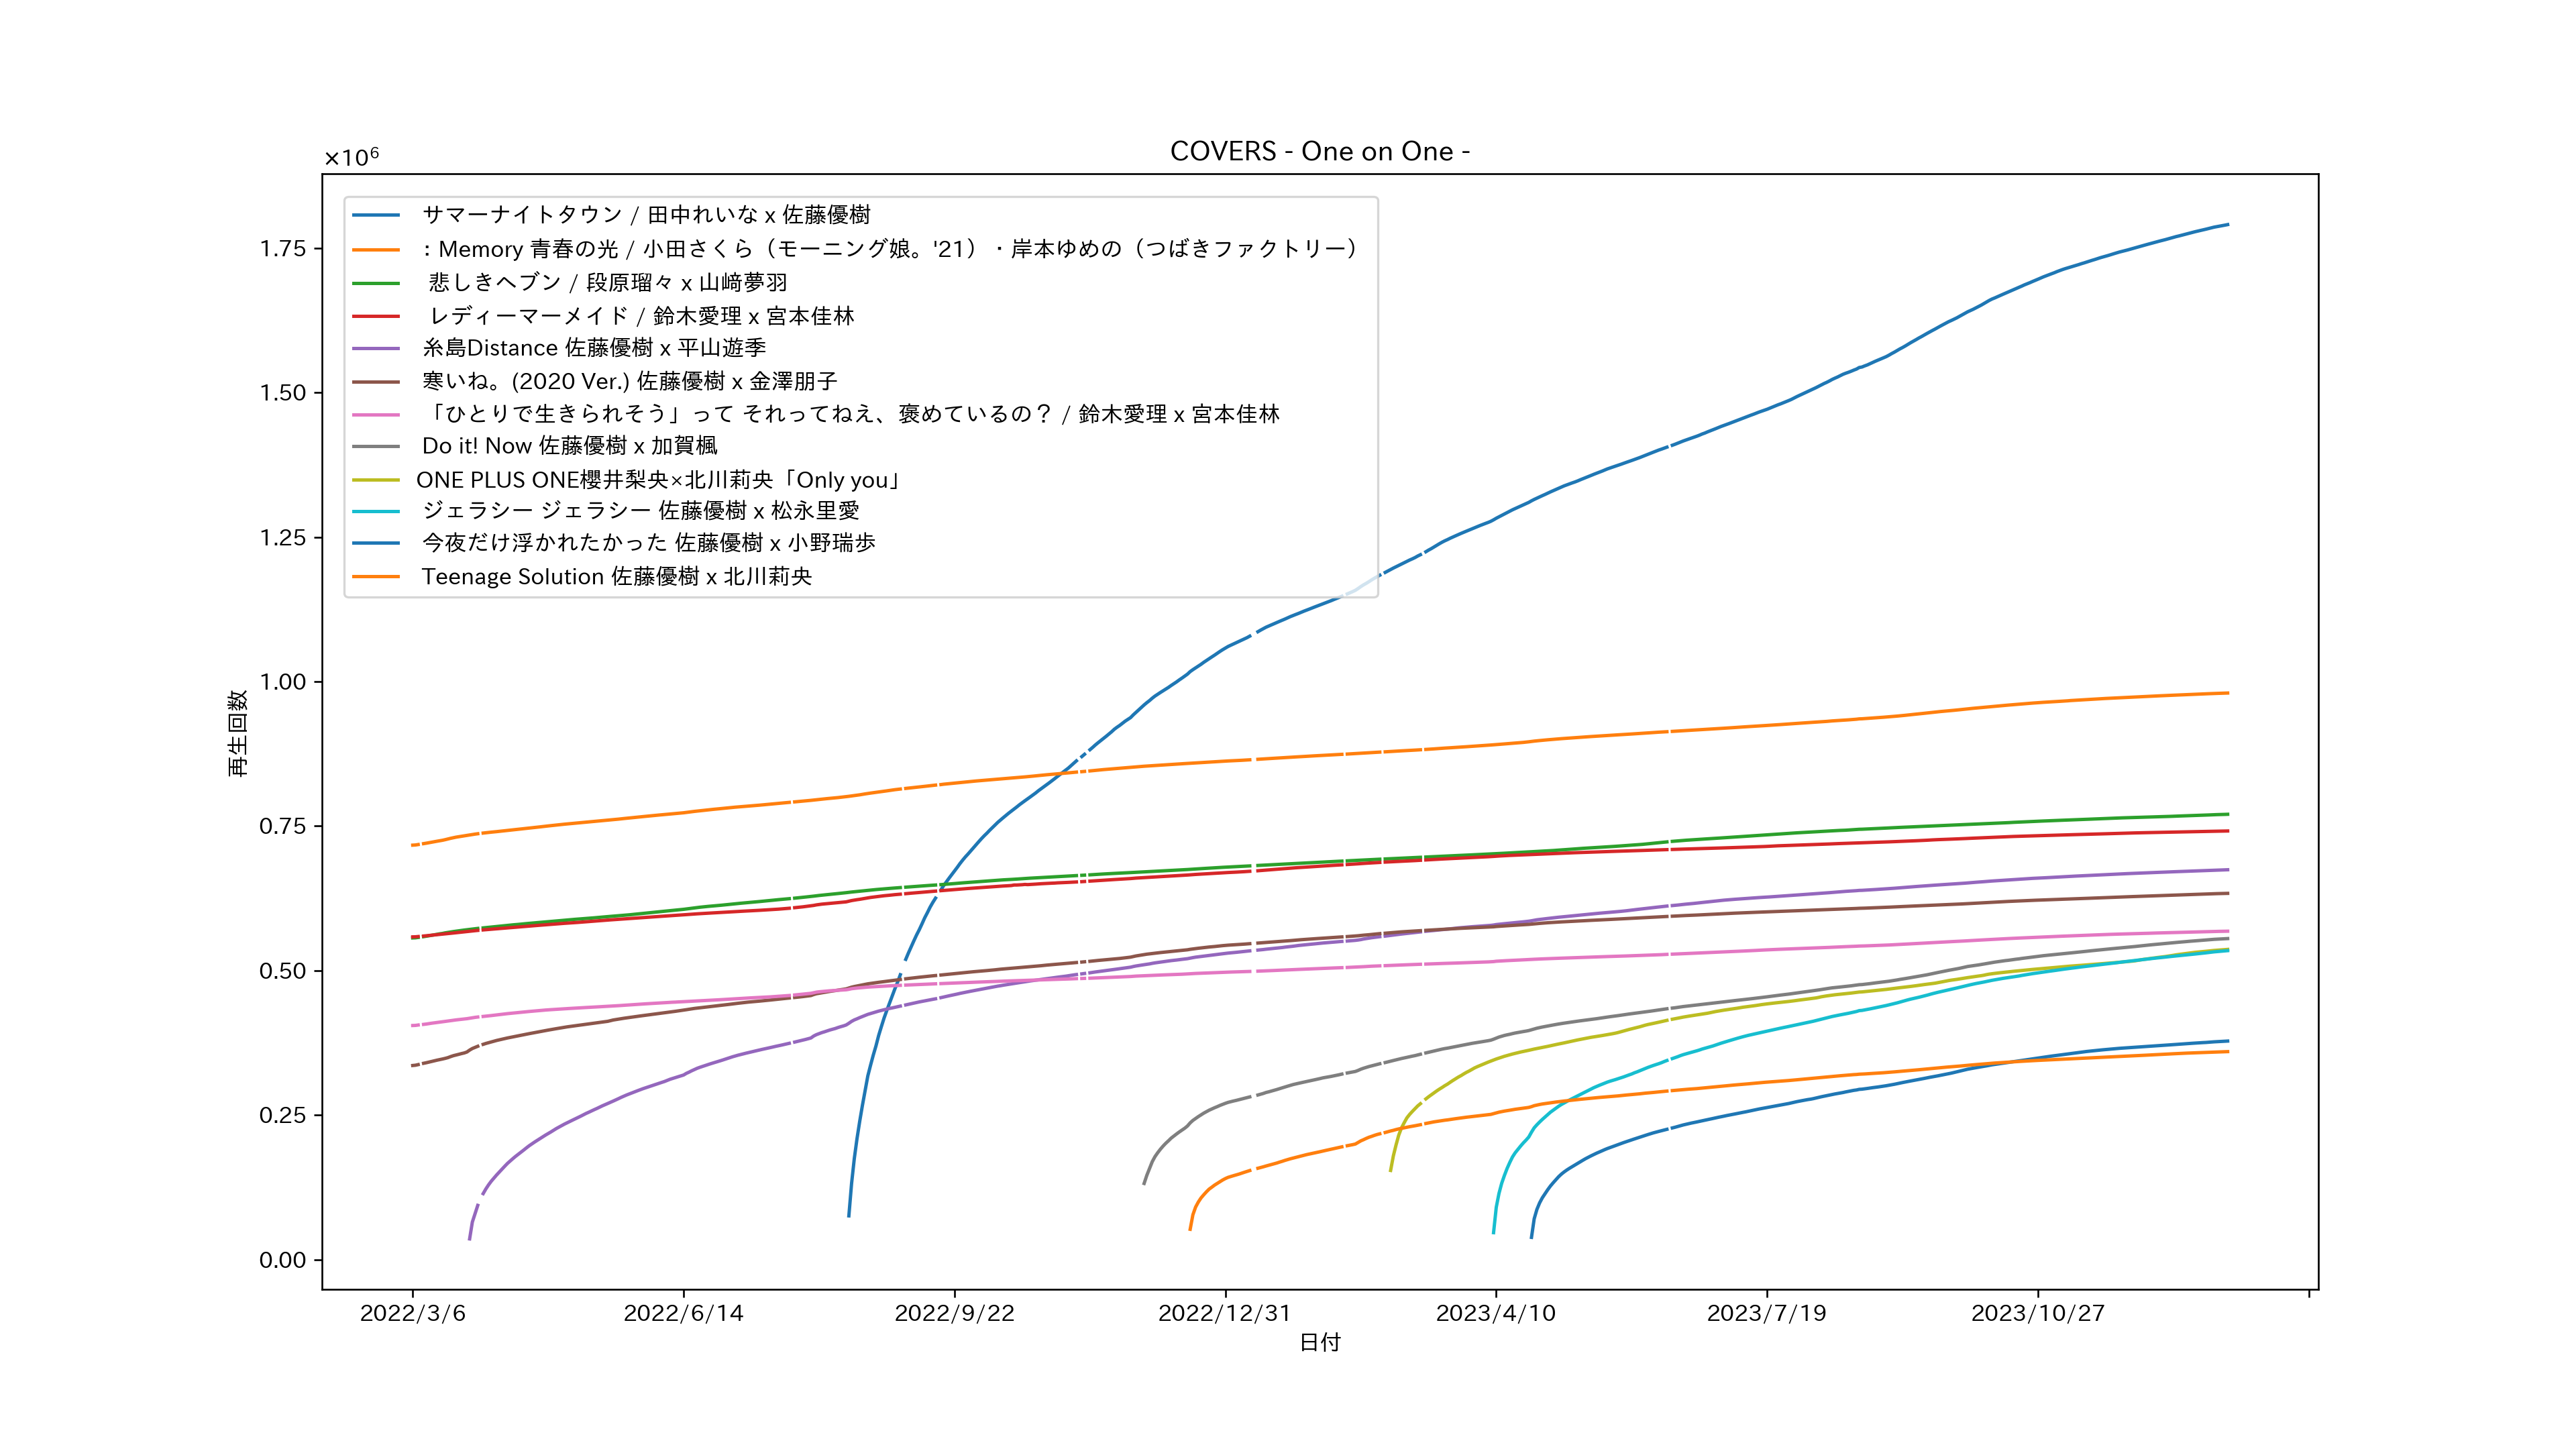 COVERS - One on One -
×10⁶
サマーナイトタウン / 田中れいな x 佐藤優樹
: Memory 青春の光 / 小田さくら（モーニング娘。'21）・岸本ゆめの（つばきファクトリー）
悲しきヘブン / 段原瑠々 x 山﨑夢羽
レディーマーメイド / 鈴木愛理 x 宮本佳林
糸島Distance 佐藤優樹 x 平山遊季
寒いね。(2020 Ver.) 佐藤優樹 x 金澤朋子
「ひとりで生きられそう」って それってねえ、褒めているの？ / 鈴木愛理 x 宮本佳林
Do it! Now 佐藤優樹 x 加賀楓
ONE PLUS ONE櫻井梨央×北川莉央「Only you」
ジェラシー ジェラシー 佐藤優樹 x 松永里愛
今夜だけ浮かれたかった 佐藤優樹 x 小野瑞歩
Teenage Solution 佐藤優樹 x 北川莉央
1.75
1.50
1.25
1.00
0.75
0.50
0.25
0.00
再生回数
2022/3/6
2022/6/14
2022/9/22
2022/12/31
2023/4/10
2023/7/19
2023/10/27
日付